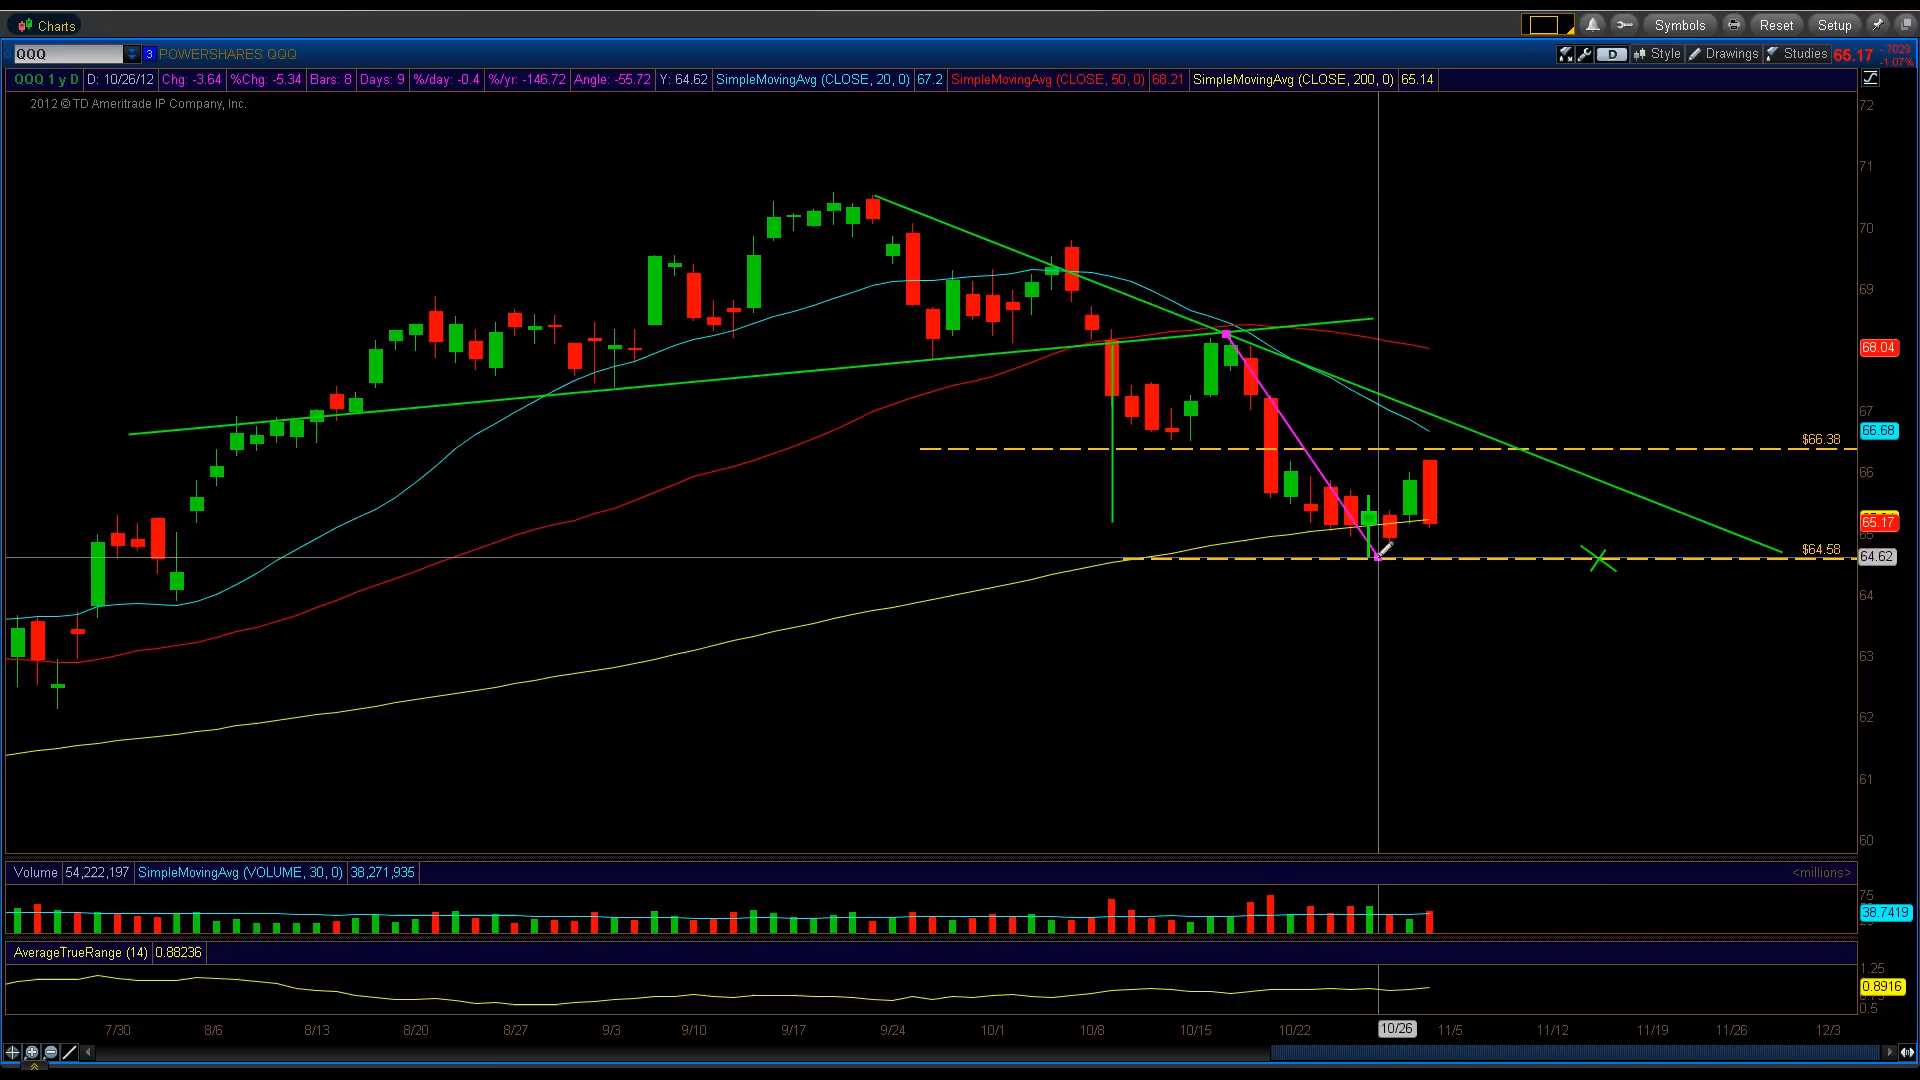 Charts
Symbols Reset Setup
QQQ 3 POWERSHARES QQQ
D Style Drawings Studies 65.17 -.7029 -1.07%
QQQ 1 y D D: 10/26/12 Chg: -3.64 %Chg: -5.34 Bars: 8 Days: 9 %/day: -0.4 %/yr: -146.72 Angle: -55.72 Y: 64.62 SimpleMovingAvg (CLOSE, 20, 0) 67.2 SimpleMovingAvg (CLOSE, 50, 0) 68.21 SimpleMovingAvg (CLOSE, 200, 0) 65.14
2012 © TD Ameritrade IP Company, Inc.
72
71
70
69
68.04
67
66.68
$66.38
66
65.17
65
$64.58
64.62
64
63
62
61
60
Volume 54,222,197 SimpleMovingAvg (VOLUME, 30, 0) 38,271,935 <millions>
75
38.7419
25
AverageTrueRange (14) 0.88236
1.25
0.8916
0.5
7/30 8/6 8/13 8/20 8/27 9/3 9/10 9/17 9/24 10/1 10/8 10/15 10/22 10/26 11/5 11/12 11/19 11/26 12/3